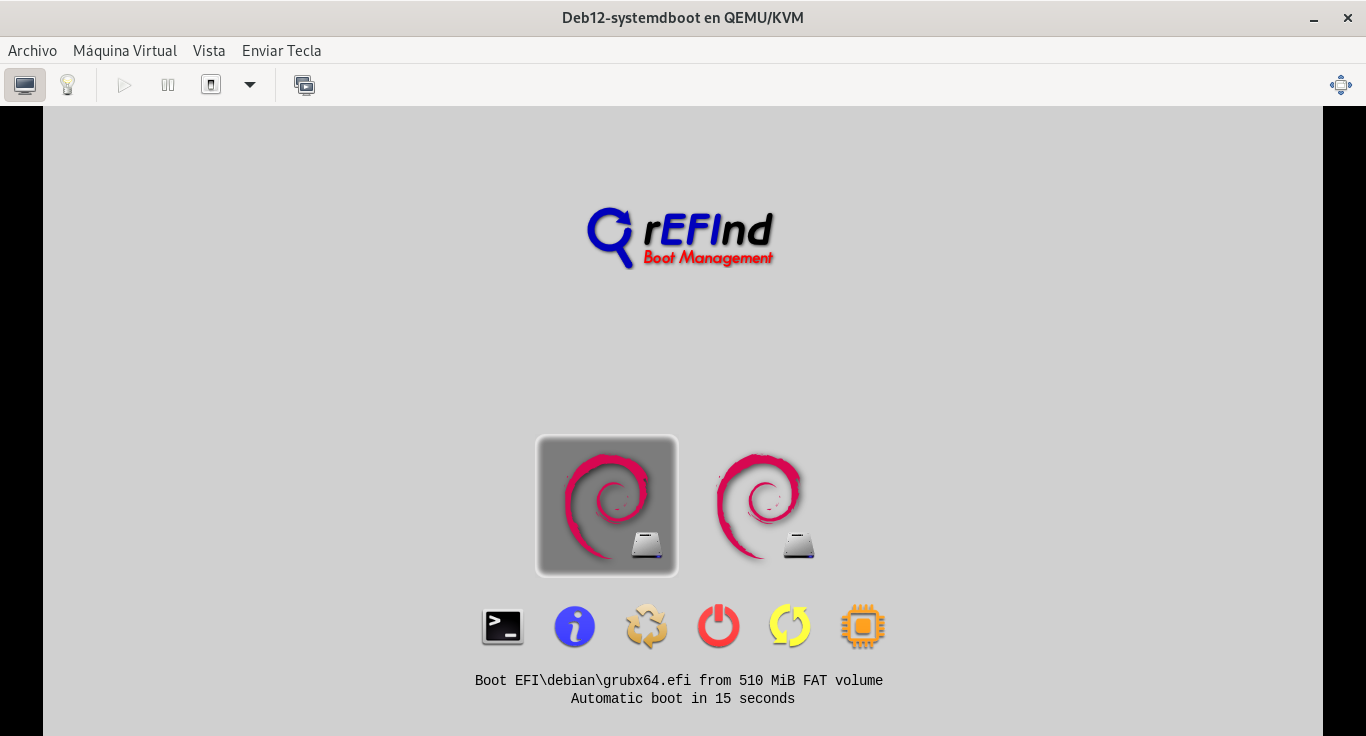 Deb12-systemdboot en QEMU/KVM
Archivo Máquina Virtual Vista Enviar Tecla
rEFInd
Boot Management
>_
i
Boot EFI\debian\grubx64.efi from 510 MiB FAT volume
Automatic boot in 15 seconds